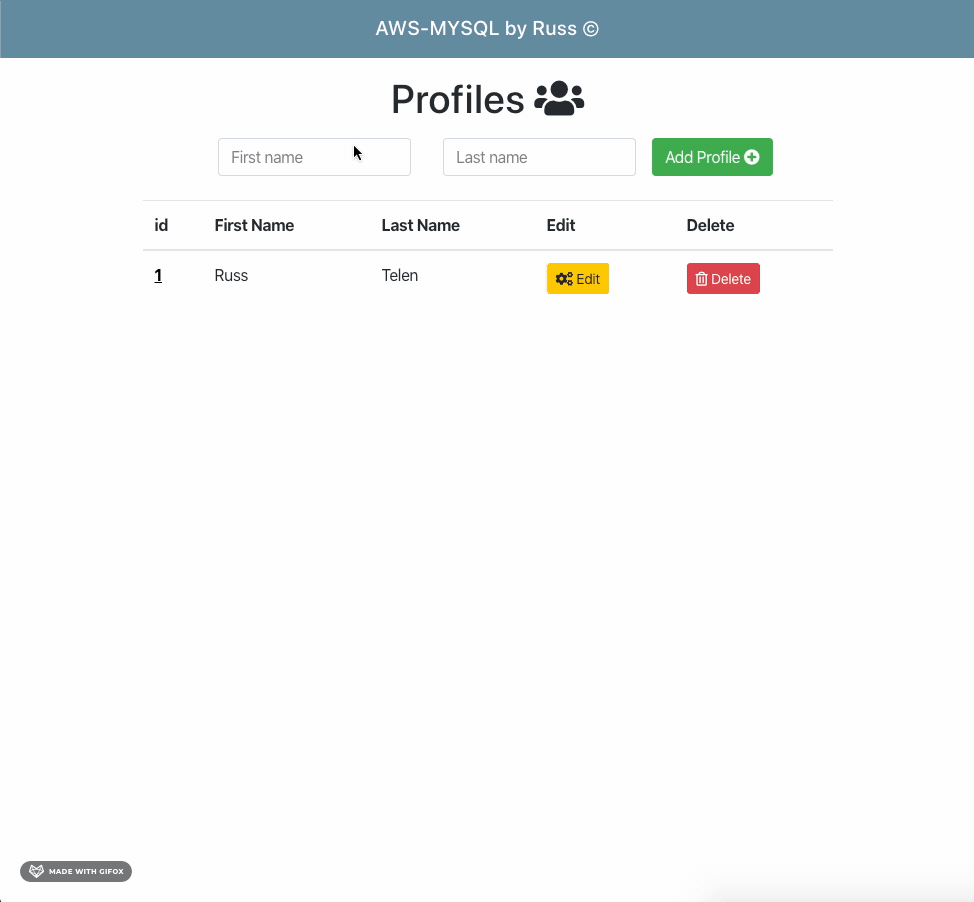 AWS-MYSQL by Russ ©
Profiles
First name Last name Add Profile
id First Name Last Name Edit Delete
1 Russ Telen Edit Delete
MADE WITH GIFOX